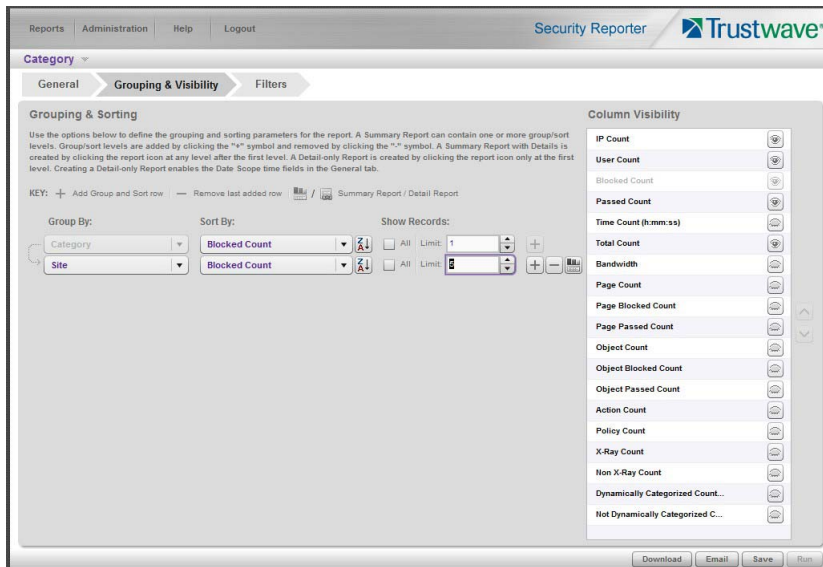 Reports Administration Help Logout
Security Reporter
Trustwave
Category
General Grouping & Visibility Filters
Grouping & Sorting
Use the options below to define the grouping and sorting parameters for the report. A Summary Report can contain one or more group/sort
levels. Group/sort levels are added by clicking the "+" symbol and removed by clicking the "-" symbol. A Summary Report with Details is
created by clicking the report icon at any level after the first level. A Detail-only Report is created by clicking the report icon only at the first
level. Creating a Detail-only Report enables the Date Scope time fields in the General tab.
KEY: + Add Group and Sort row — Remove last added row / Summary Report / Detail Report
Group By: Sort By: Show Records:
Category Blocked Count All Limit: 1
Site Blocked Count All Limit: 5
Column Visibility
IP Count
User Count
Blocked Count
Passed Count
Time Count (h:mm:ss)
Total Count
Bandwidth
Page Count
Page Blocked Count
Page Passed Count
Object Count
Object Blocked Count
Object Passed Count
Action Count
Policy Count
X-Ray Count
Non X-Ray Count
Dynamically Categorized Count...
Not Dynamically Categorized C...
Download Email Save Run